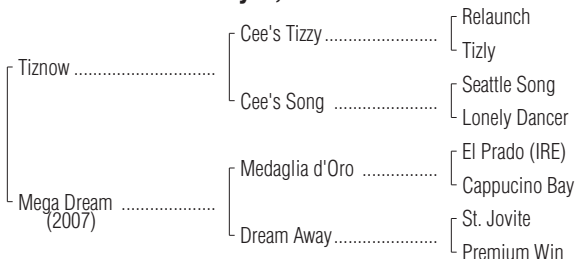 Relaunch
Cee's Tizzy
Tizly
Tiznow
Seattle Song
Cee's Song
Lonely Dancer
El Prado (IRE)
Medaglia d'Oro
Cappucino Bay
Mega Dream
(2007)
St. Jovite
Dream Away
Premium Win